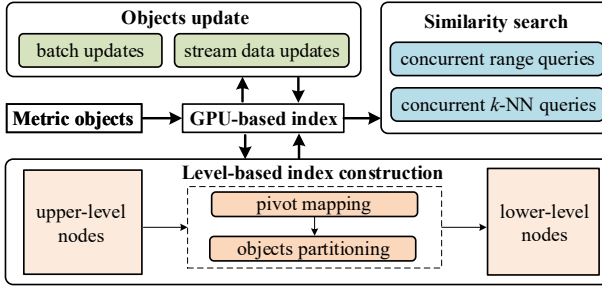 Objects update
batch updates
stream data updates
Similarity search
concurrent range queries
concurrent k-NN queries
Metric objects
GPU-based index
Level-based index construction
upper-level
nodes
pivot mapping
objects partitioning
lower-level
nodes